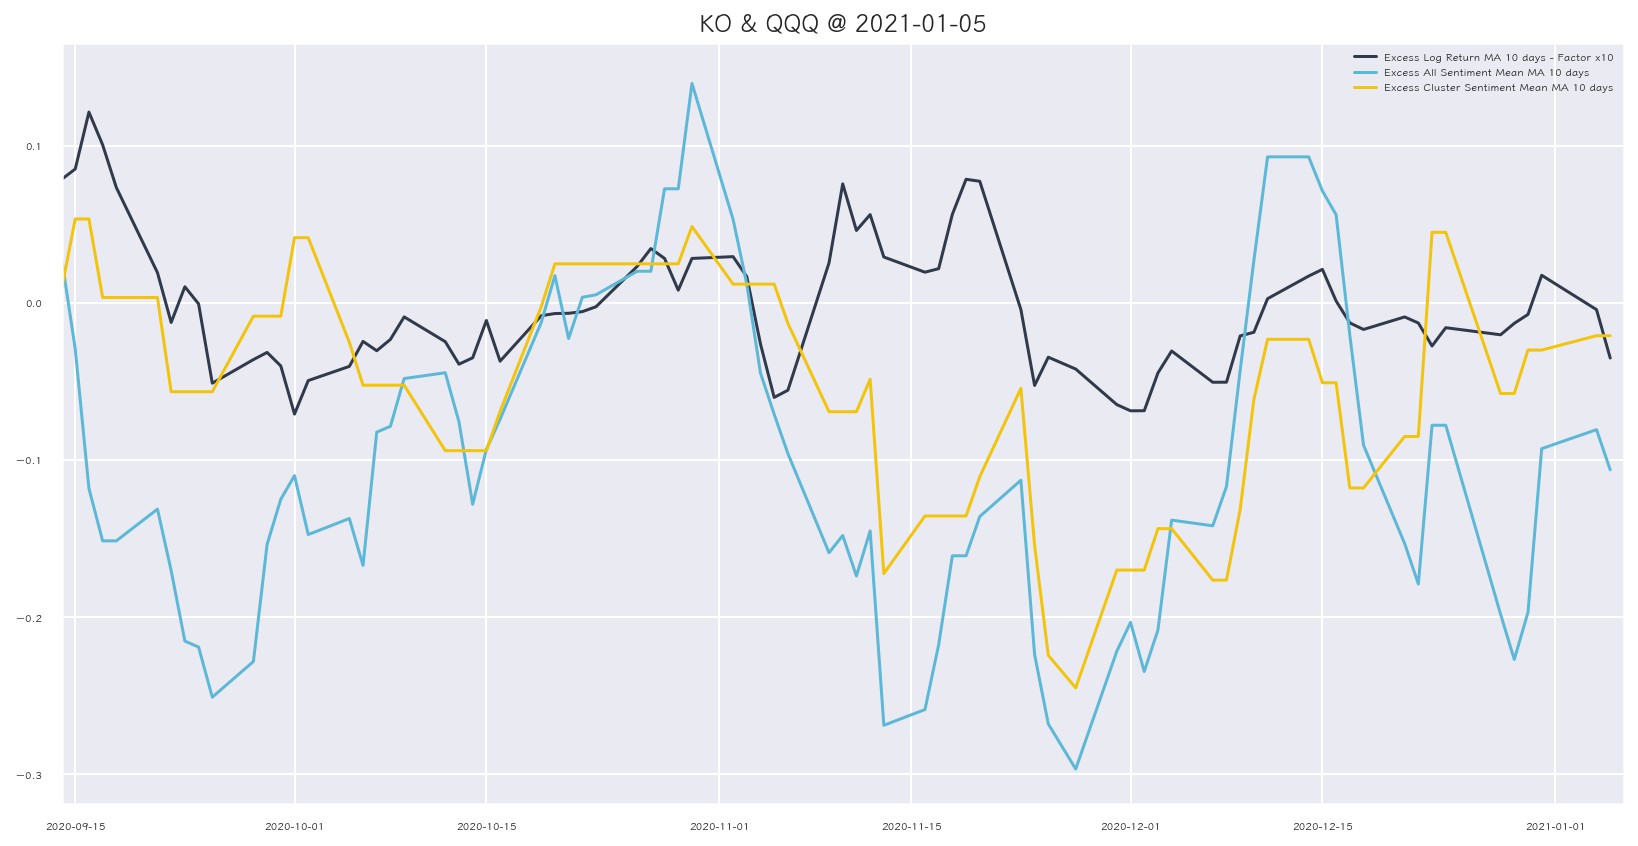 KO & QQQ @ 2021-01-05
Excess Log Return MA 10 days - Factor x10
Excess All Sentiment Mean MA 10 days
Excess Cluster Sentiment Mean MA 10 days
0.1
0.0
−0.1
−0.2
−0.3
2020-09-15 2020-10-01 2020-10-15 2020-11-01 2020-11-15 2020-12-01 2020-12-15 2021-01-01